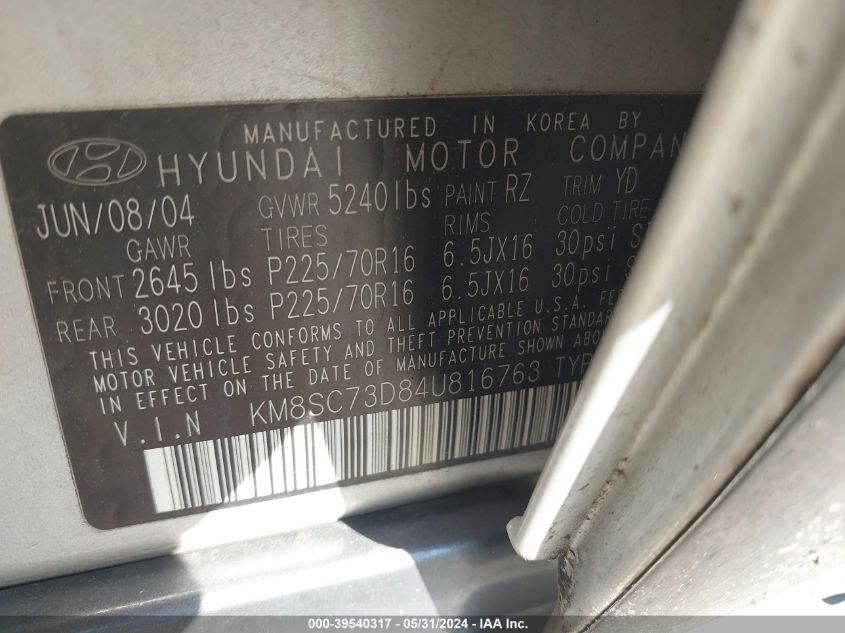 MANUFACTURED IN KOREA BY
HYUNDAI MOTOR COMPAN
JUN/08/04 GVWR 5240lbs PAINT RZ TRIM YD
GAWR TIRES RIMS COLD TIRE
FRONT 2645 lbs P225/70R16 6.5JX16 30psi
REAR 3020 lbs P225/70R16 6.5JX16 30psi
THIS VEHICLE CONFORMS TO ALL APPLICABLE U.S.A. FE
MOTOR VEHICLE SAFETY AND THEFT PREVENTION STANDAR
IN EFFECT ON THE DATE OF MANUFACTURE SHOWN ABO
V.I.N KM8SC73D84U816763 TYP
000-39540317 - 05/31/2024 - IAA Inc.